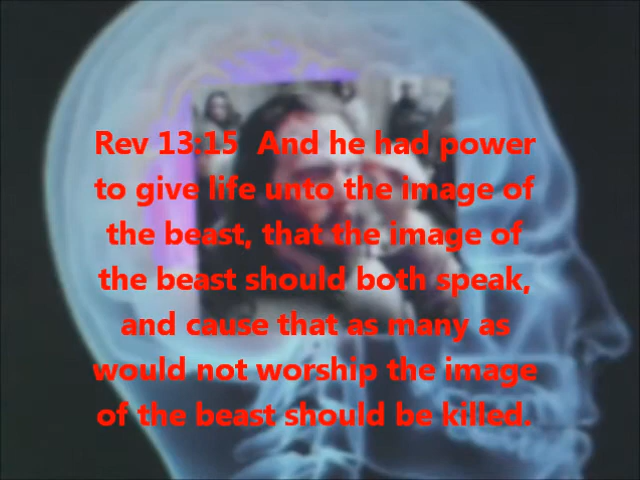 Rev 13:15  And he had power
to give life unto the image of
the beast, that the image of
the beast should both speak,
and cause that as many as
would not worship the image
of the beast should be killed.